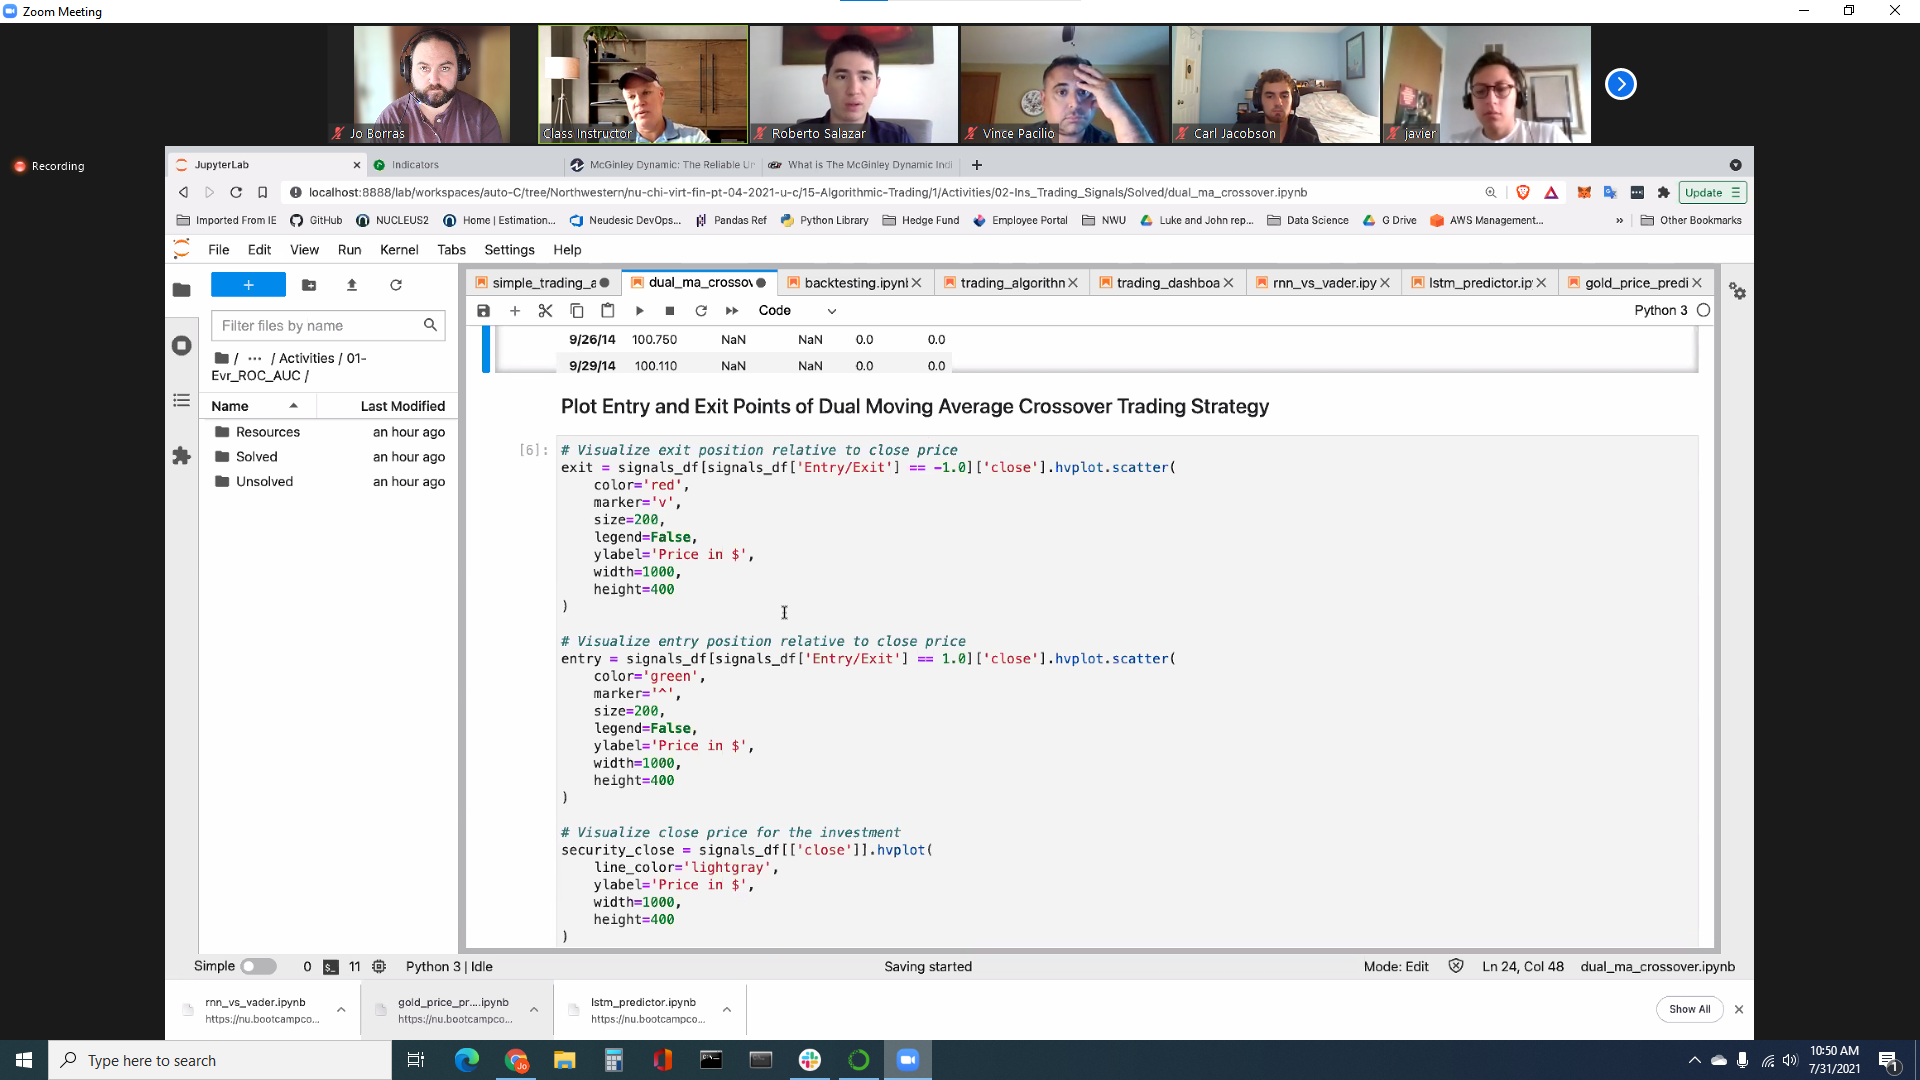 Zoom Meeting
Jo Borras
Class Instructor
Roberto Salazar
Vince Pacilio
Carl Jacobson
javier
Recording
JupyterLab
Indicators
McGinley Dynamic: The Reliable Un
What is The McGinley Dynamic Indi
localhost:8888/lab/workspaces/auto-C/tree/Northwestern/nu-chi-virt-fin-pt-04-2021-u-c/15-Algorithmic-Trading/1/Activities/02-Ins_Trading_Signals/Solved/dual_ma_crossover.ipynb
Update
Imported From IE
GitHub
NUCLEUS2
Home | Estimation...
Neudesic DevOps...
Pandas Ref
Python Library
Hedge Fund
Employee Portal
NWU
Luke and John rep...
Data Science
G Drive
AWS Management...
»
Other Bookmarks
File Edit View Run Kernel Tabs Settings Help
simple_trading_a
dual_ma_crossov
backtesting.ipynl
trading_algorithn
trading_dashboa
rnn_vs_vader.ipy
lstm_predictor.ip
gold_price_predi
Code
Python 3
Filter files by name
/ ··· / Activities / 01-
Evr_ROC_AUC /
Name Last Modified
Resources an hour ago
Solved an hour ago
Unsolved an hour ago
9/26/14 100.750 NaN NaN 0.0 0.0
9/29/14 100.110 NaN NaN 0.0 0.0
Plot Entry and Exit Points of Dual Moving Average Crossover Trading Strategy
[6]: # Visualize exit position relative to close price
exit = signals_df[signals_df['Entry/Exit'] == -1.0]['close'].hvplot.scatter(
color='red',
marker='v',
size=200,
legend=False,
ylabel='Price in $',
width=1000,
height=400
)
# Visualize entry position relative to close price
entry = signals_df[signals_df['Entry/Exit'] == 1.0]['close'].hvplot.scatter(
color='green',
marker='^',
size=200,
legend=False,
ylabel='Price in $',
width=1000,
height=400
)
# Visualize close price for the investment
security_close = signals_df[['close']].hvplot(
line_color='lightgray',
ylabel='Price in $',
width=1000,
height=400
)
Simple 0 $_ 11 Python 3 | Idle Saving started Mode: Edit Ln 24, Col 48 dual_ma_crossover.ipynb
rnn_vs_vader.ipynb
https://nu.bootcampco...
gold_price_pr....ipynb
https://nu.bootcampco...
lstm_predictor.ipynb
https://nu.bootcampco...
Show All
Type here to search
Jo
10:50 AM
7/31/2021
1